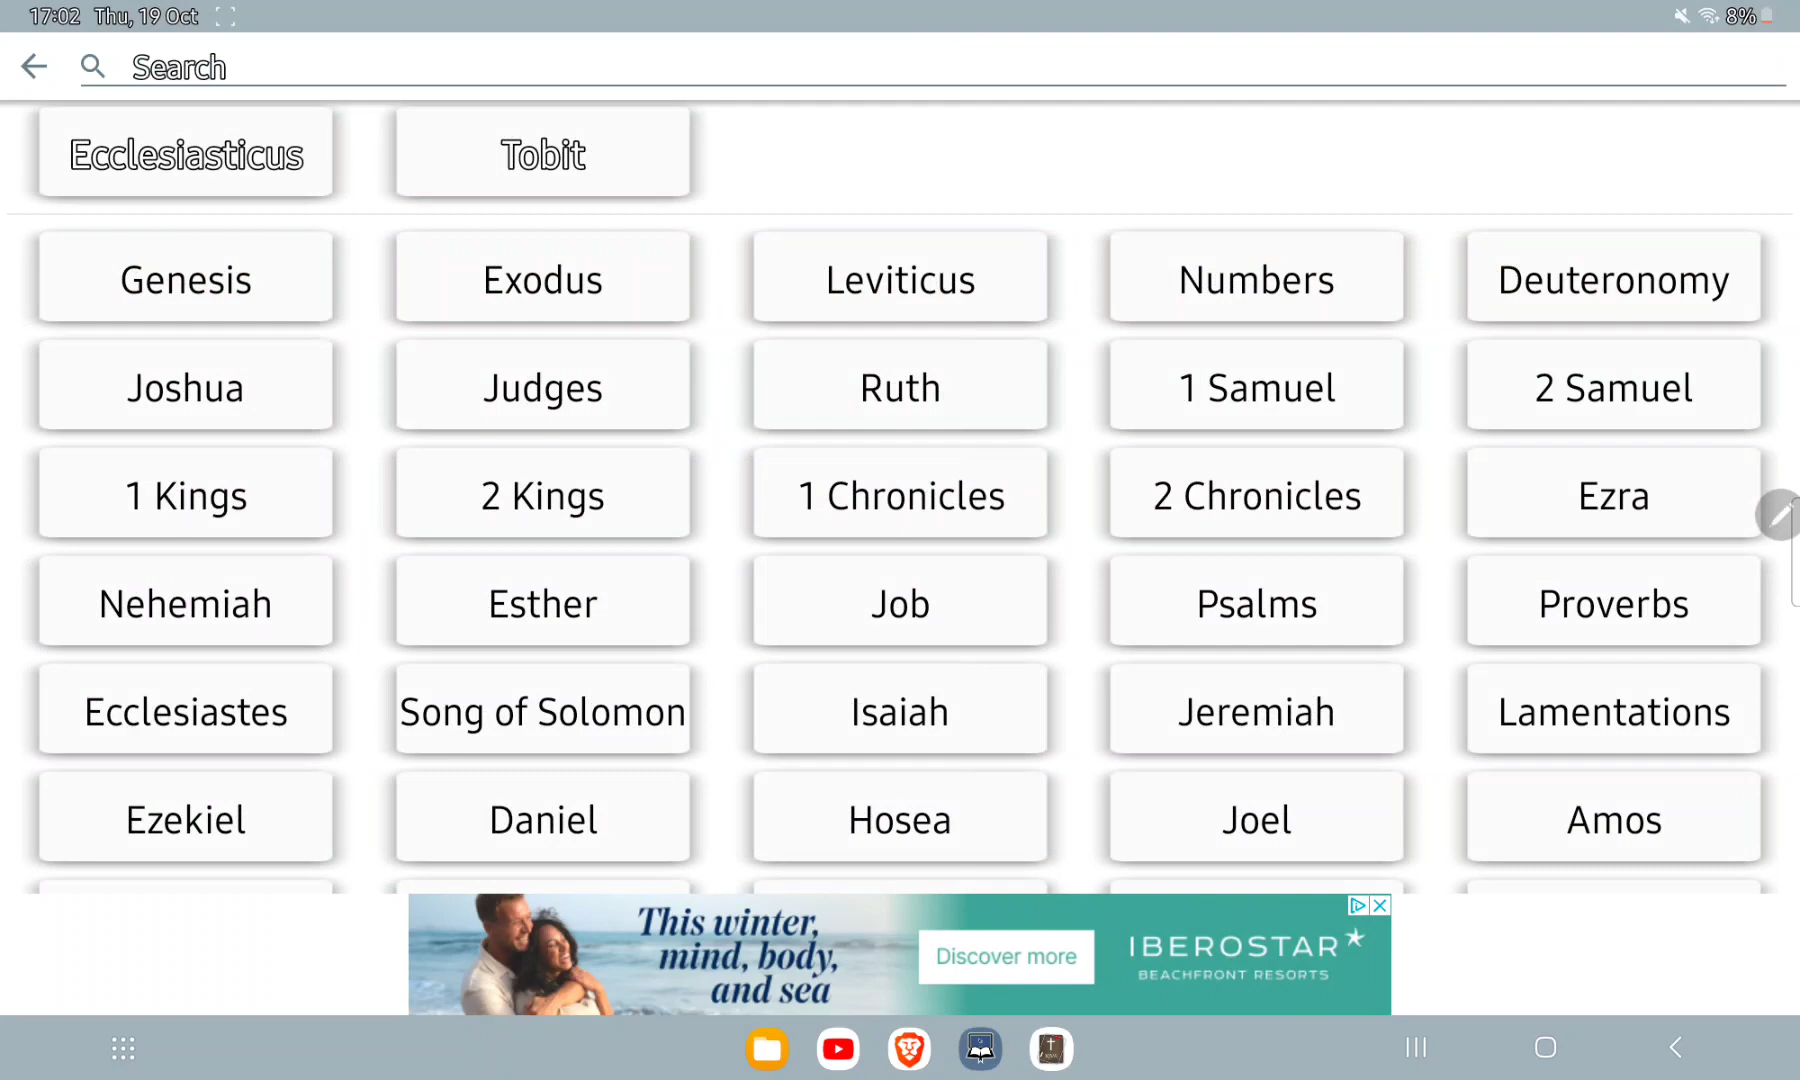 17:02 Thu, 19 Oct 8%
Search
Ecclesiasticus Tobit
Genesis Exodus Leviticus Numbers Deuteronomy
Joshua Judges Ruth 1 Samuel 2 Samuel
1 Kings 2 Kings 1 Chronicles 2 Chronicles Ezra
Nehemiah Esther Job Psalms Proverbs
Ecclesiastes Song of Solomon Isaiah Jeremiah Lamentations
Ezekiel Daniel Hosea Joel Amos
This winter,
mind, body,
and sea
Discover more
IBEROSTAR
BEACHFRONT RESORTS